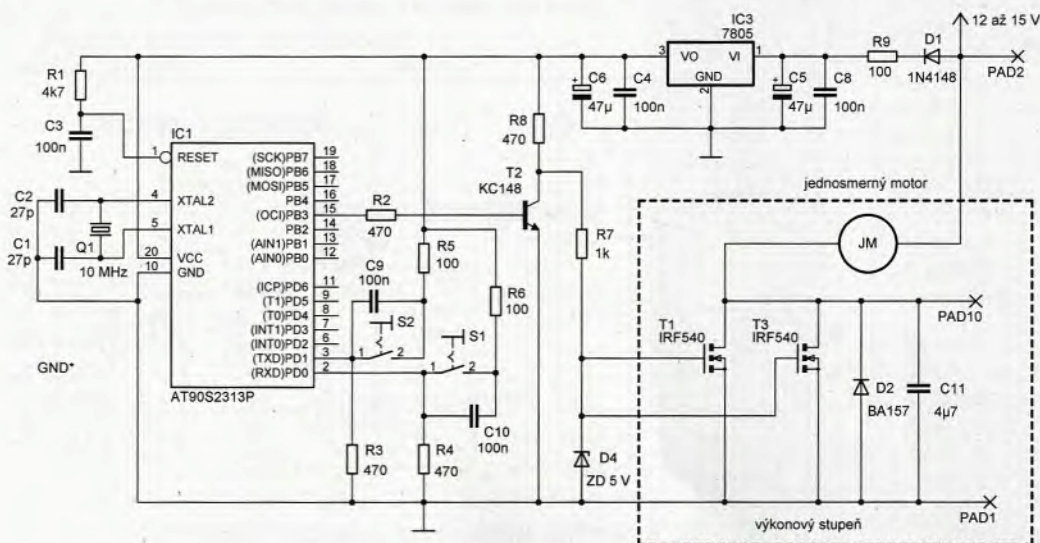 12 až 15 V
PAD2
D1
1N4148
R9
100
IC3
7805
3
VO
VI
1
GND
2
C6
47µ
C4
100n
C5
47µ
C8
100n
+
+
R1
4k7
C3
100n
IC1
1
RESET
4
XTAL2
5
XTAL1
20
VCC
10
GND
C2
27p
C1
27p
Q1
10 MHz
(SCK)PB7 19
(MISO)PB6 18
(MOSI)PB5 17
PB4 16
(OCI)PB3 15
PB2 14
(AIN1)PB1 13
(AIN0)PB0 12
(ICP)PD6 11
(T1)PD5 9
(T0)PD4 8
(INT1)PD3 7
(INT0)PD2 6
(TXD)PD1 3
(RXD)PD0 2
AT90S2313P
GND*
R2
470
R8
470
T2
KC148
R5
100
R6
100
R7
1k
C9
100n
S2
1 2
S1
1 2
C10
100n
R3
470
R4
470
D4
ZD 5 V
jednosmerný motor
JM
PAD10
T1
IRF540
T3
IRF540
D2
BA157
C11
4µ7
PAD1
výkonový stupeň